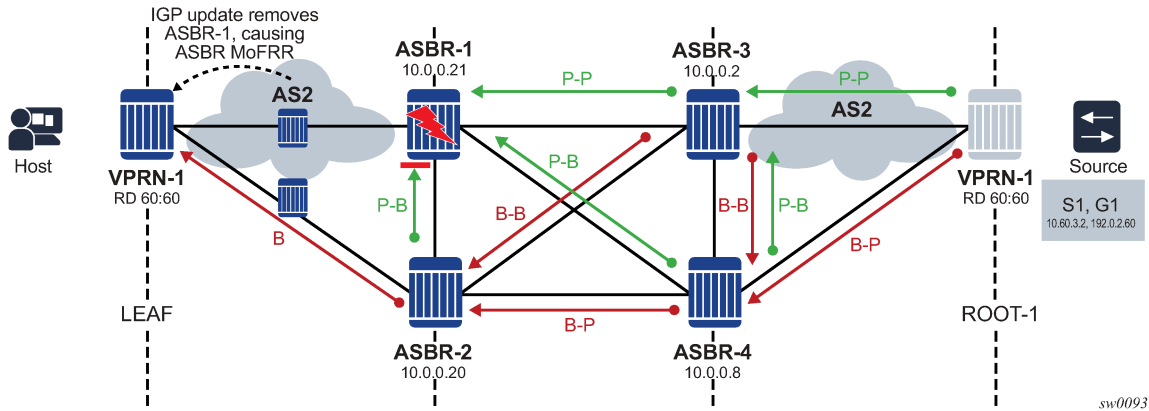 IGP update removes
ASBR-1, causing
ASBR MoFRR
ASBR-1
10.0.0.21
ASBR-3
10.0.0.2
P-P
P-P
AS2
AS2
Host
VPRN-1
RD 60:60
Source
VPRN-1
RD 60:60
S1, G1
10.60.3.2, 192.0.2.60
P-B
P-B
B-B
B-B
P-B
B
B-P
B-P
LEAF
ROOT-1
ASBR-2
10.0.0.20
ASBR-4
10.0.0.8
sw0093